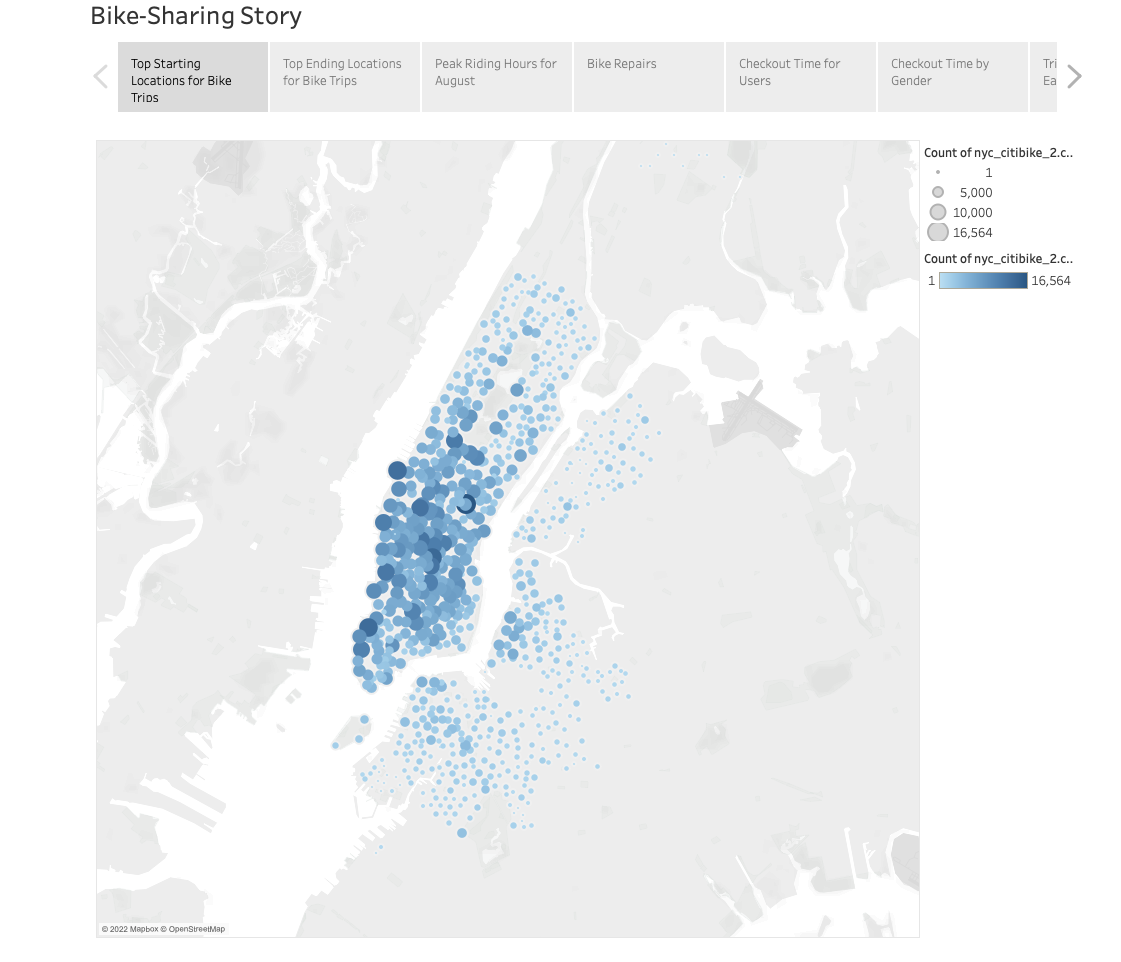 Bike-Sharing Story
Top Starting
Locations for Bike
Trips
Top Ending Locations
for Bike Trips
Peak Riding Hours for
August
Bike Repairs
Checkout Time for
Users
Checkout Time by
Gender
Tri
Ea
Count of nyc_citibike_2.c..
1
5,000
10,000
16,564
Count of nyc_citibike_2.c..
1 16,564
© 2022 Mapbox © OpenStreetMap